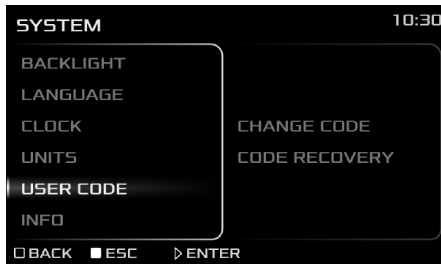 SYSTEM 10:30
BACKLIGHT
LANGUAGE
CLOCK CHANGE CODE
UNITS CODE RECOVERY
USER CODE
INFO
BACK ESC ENTER